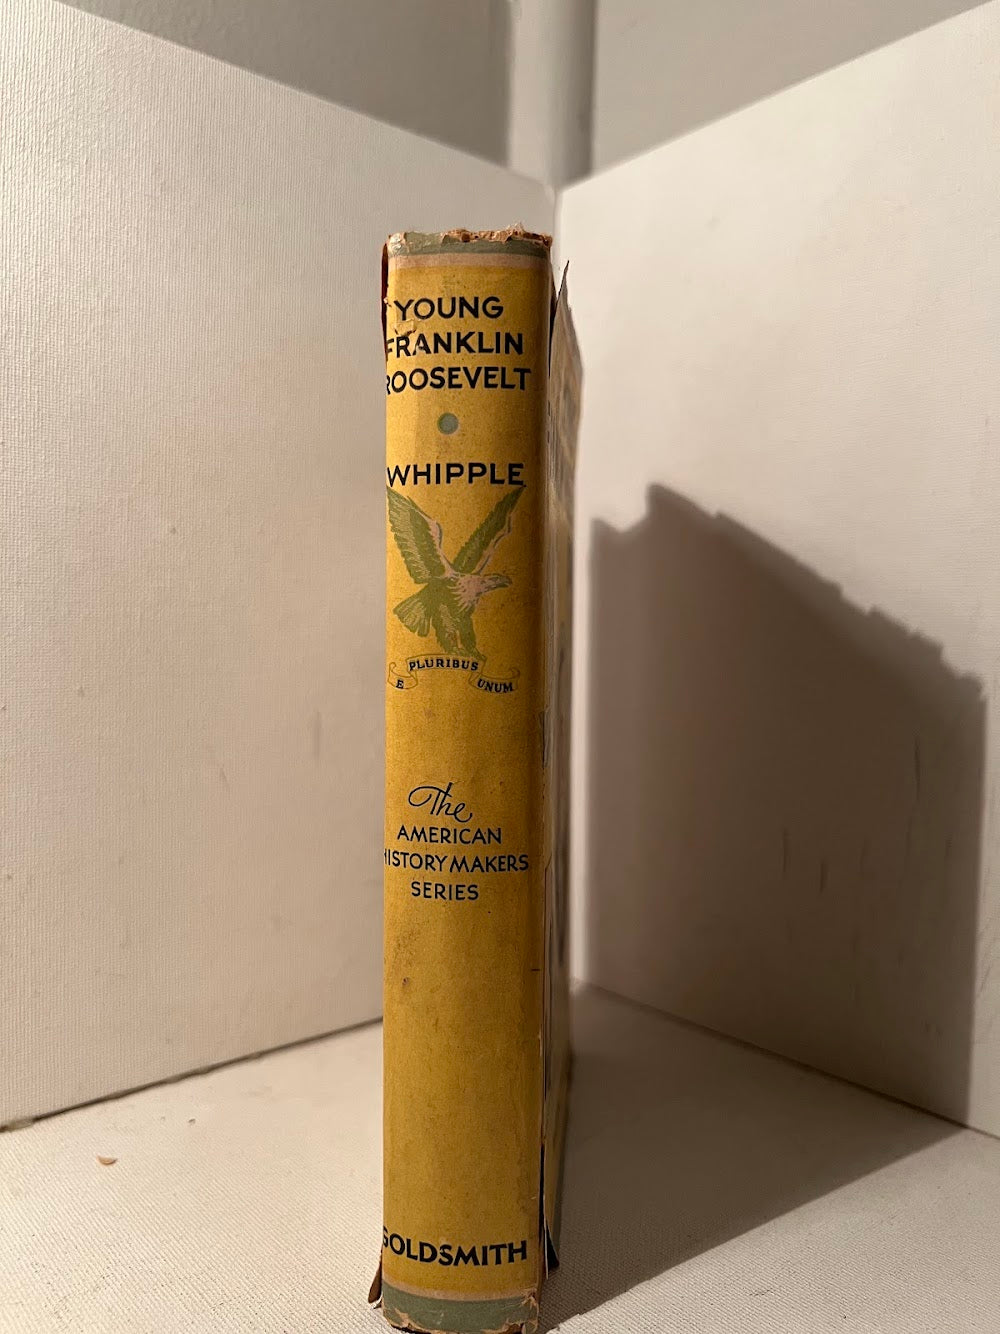 YOUNG
FRANKLIN
ROOSEVELT
WHIPPLE
E PLURIBUS UNUM
The
AMERICAN
HISTORY MAKERS
SERIES
GOLDSMITH